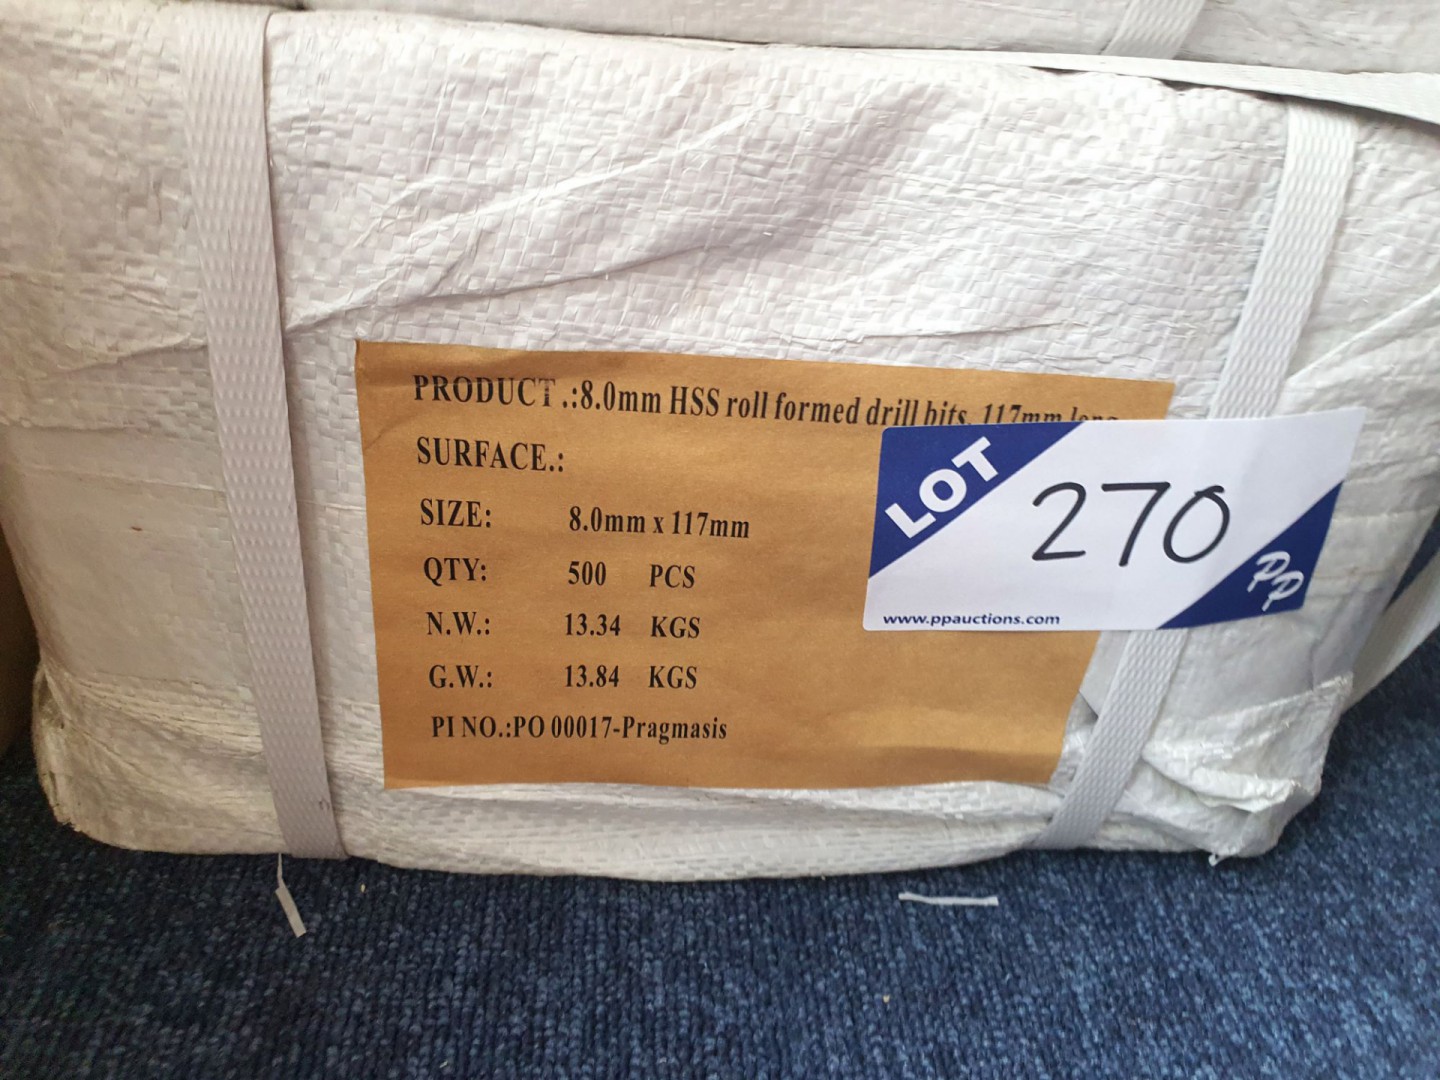 PRODUCT .:8.0mm HSS roll formed drill bits, 117mm long
SURFACE.:
SIZE: 8.0mm x 117mm
QTY: 500 PCS
N.W.: 13.34 KGS
G.W.: 13.84 KGS
PI NO.:PO 00017-Pragmasis
LOT
270
PP
www.ppauctions.com